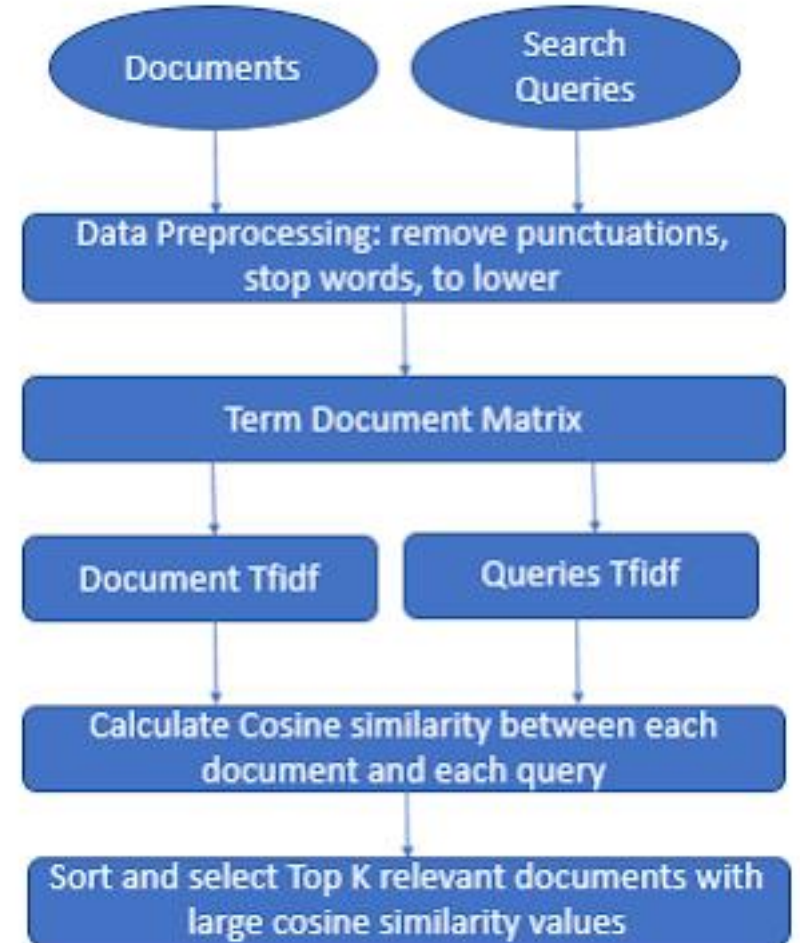 Documents
Search
Queries
Data Preprocessing: remove punctuations,
stop words, to lower
Term Document Matrix
Document Tfidf
Queries Tfidf
Calculate Cosine similarity between each
document and each query
Sort and select Top K relevant documents with
large cosine similarity values